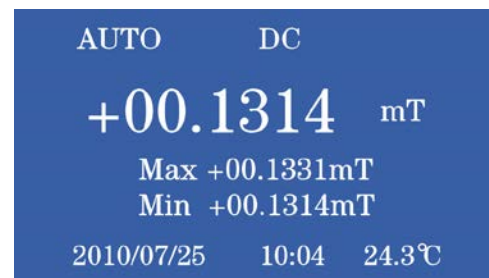 AUTO DC
+00.1314 mT
Max +00.1331mT
Min +00.1314mT
2010/07/25 10:04 24.3℃